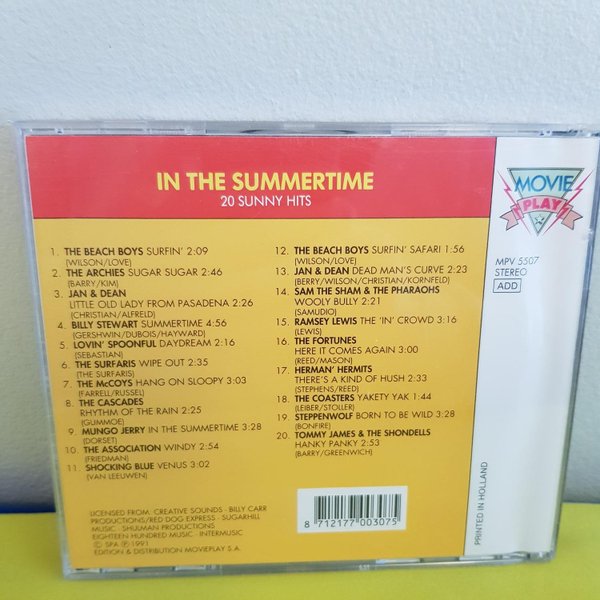 IN THE SUMMERTIME
20 SUNNY HITS
MOVIE
PLAY
MPV 5507
STEREO
ADD
1. THE BEACH BOYS SURFIN' 2:09
(WILSON/LOVE)
2. THE ARCHIES SUGAR SUGAR 2:46
(BARRY/KIM)
3. JAN & DEAN
LITTLE OLD LADY FROM PASADENA 2:26
(CHRISTIAN/ALFRELD)
4. BILLY STEWART SUMMERTIME 4:56
(GERSHWIN/DUBOIS/HAYWARD)
5. LOVIN' SPOONFUL DAYDREAM 2:16
(SEBASTIAN)
6. THE SURFARIS WIPE OUT 2:35
(THE SURFARIS)
7. THE McCOYS HANG ON SLOOPY 3:03
(FARRELL/RUSSEL)
8. THE CASCADES
RHYTHM OF THE RAIN 2:25
(GUMMOE)
9. MUNGO JERRY IN THE SUMMERTIME 3:28
(DORSET)
10. THE ASSOCIATION WINDY 2:54
(FRIEDMAN)
11. SHOCKING BLUE VENUS 3:02
(VAN LEEUWEN)
12. THE BEACH BOYS SURFIN' SAFARI 1:56
(WILSON/LOVE)
13. JAN & DEAN DEAD MAN'S CURVE 2:23
(BERRY/WILSON/CHRISTIAN/KORNFELD)
14. SAM THE SHAM & THE PHARAOHS
WOOLY BULLY 2:21
(SAMUDIO)
15. RAMSEY LEWIS THE 'IN' CROWD 3:16
(LEWIS)
16. THE FORTUNES
HERE IT COMES AGAIN 3:00
(REED/MASON)
17. HERMAN' HERMITS
THERE'S A KIND OF HUSH 2:33
(STEPHENS/REED)
18. THE COASTERS YAKETY YAK 1:44
(LEIBER/STOLLER)
19. STEPPENWOLF BORN TO BE WILD 3:28
(BONFIRE)
20. TOMMY JAMES & THE SHONDELLS
HANKY PANKY 2:53
(BARRY/GREENWICH)
LICENSED FROM: CREATIVE SOUNDS - BILLY CARR
PRODUCTIONS/RED DOG EXPRESS - SUGARHILL
MUSIC - SHULMAN PRODUCTIONS
EIGHTEEN HUNDRED MUSIC - INTERMUSIC
© SPA ℗ 1991
EDITION & DISTRIBUTION MOVIEPLAY S.A.
8 712177 003075
PRINTED IN HOLLAND